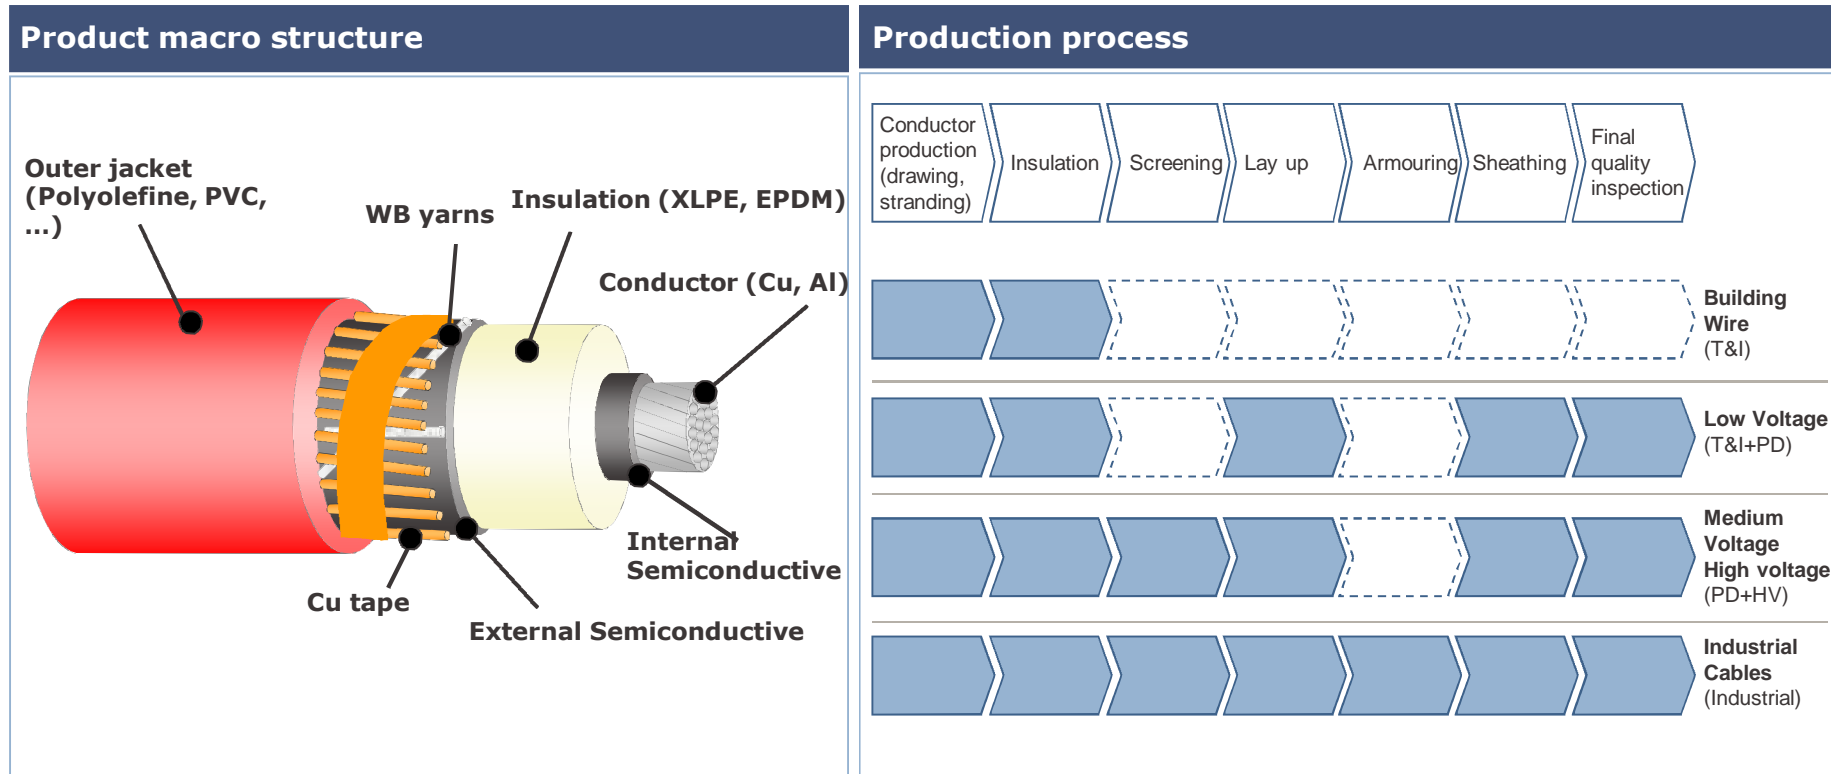 Product macro structure
Outer jacket
(Polyolefine, PVC,
...)
WB yarns
Insulation (XLPE, EPDM)
Conductor (Cu, Al)
Internal
Semiconductive
Cu tape
External Semiconductive
Production process
Conductor
production
(drawing,
stranding)
Insulation
Screening
Lay up
Armouring
Sheathing
Final
quality
inspection
Building
Wire
(T&I)
Low Voltage
(T&I+PD)
Medium
Voltage
High voltage
(PD+HV)
Industrial
Cables
(Industrial)